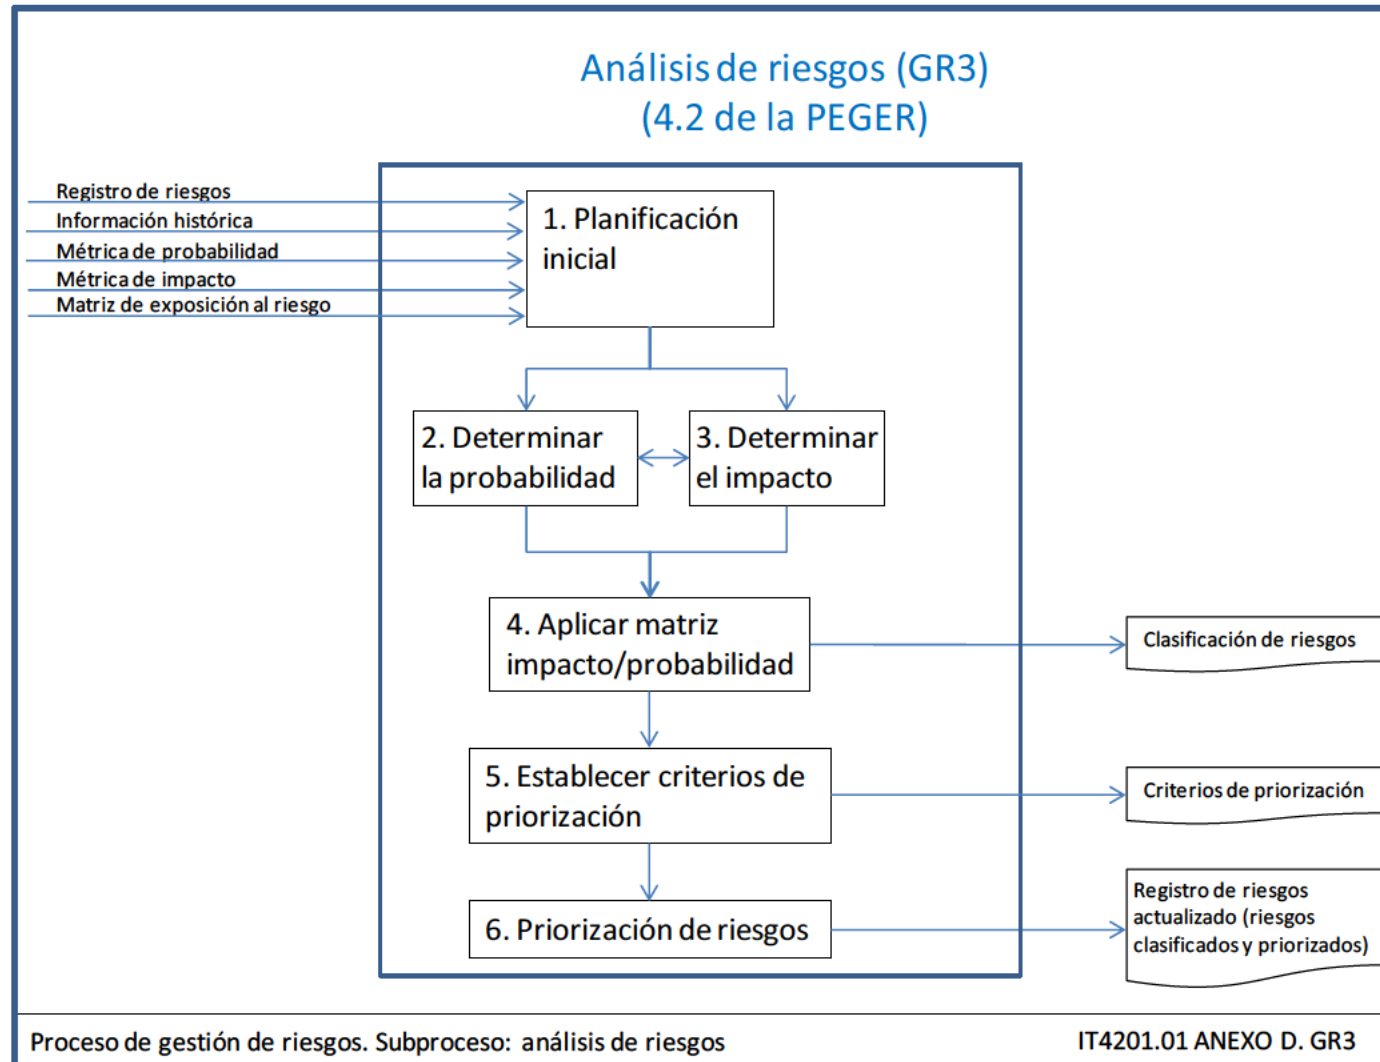 Análisis de riesgos (GR3)
(4.2 de la PEGER)
Registro de riesgos
Información histórica
Métrica de probabilidad
Métrica de impacto
Matriz de exposición al riesgo
1. Planificación
inicial
2. Determinar
la probabilidad
3. Determinar
el impacto
4. Aplicar matriz
impacto/probabilidad
Clasificación de riesgos
5. Establecer criterios de
priorización
Criterios de priorización
6. Priorización de riesgos
Registro de riesgos
actualizado (riesgos
clasificados y priorizados)
Proceso de gestión de riesgos. Subproceso: análisis de riesgos
IT4201.01 ANEXO D. GR3